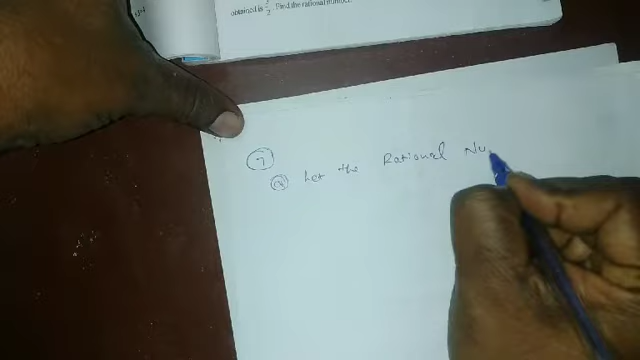 obtained is 3/2. Find the rational number.
7
a Let the Rational Nu